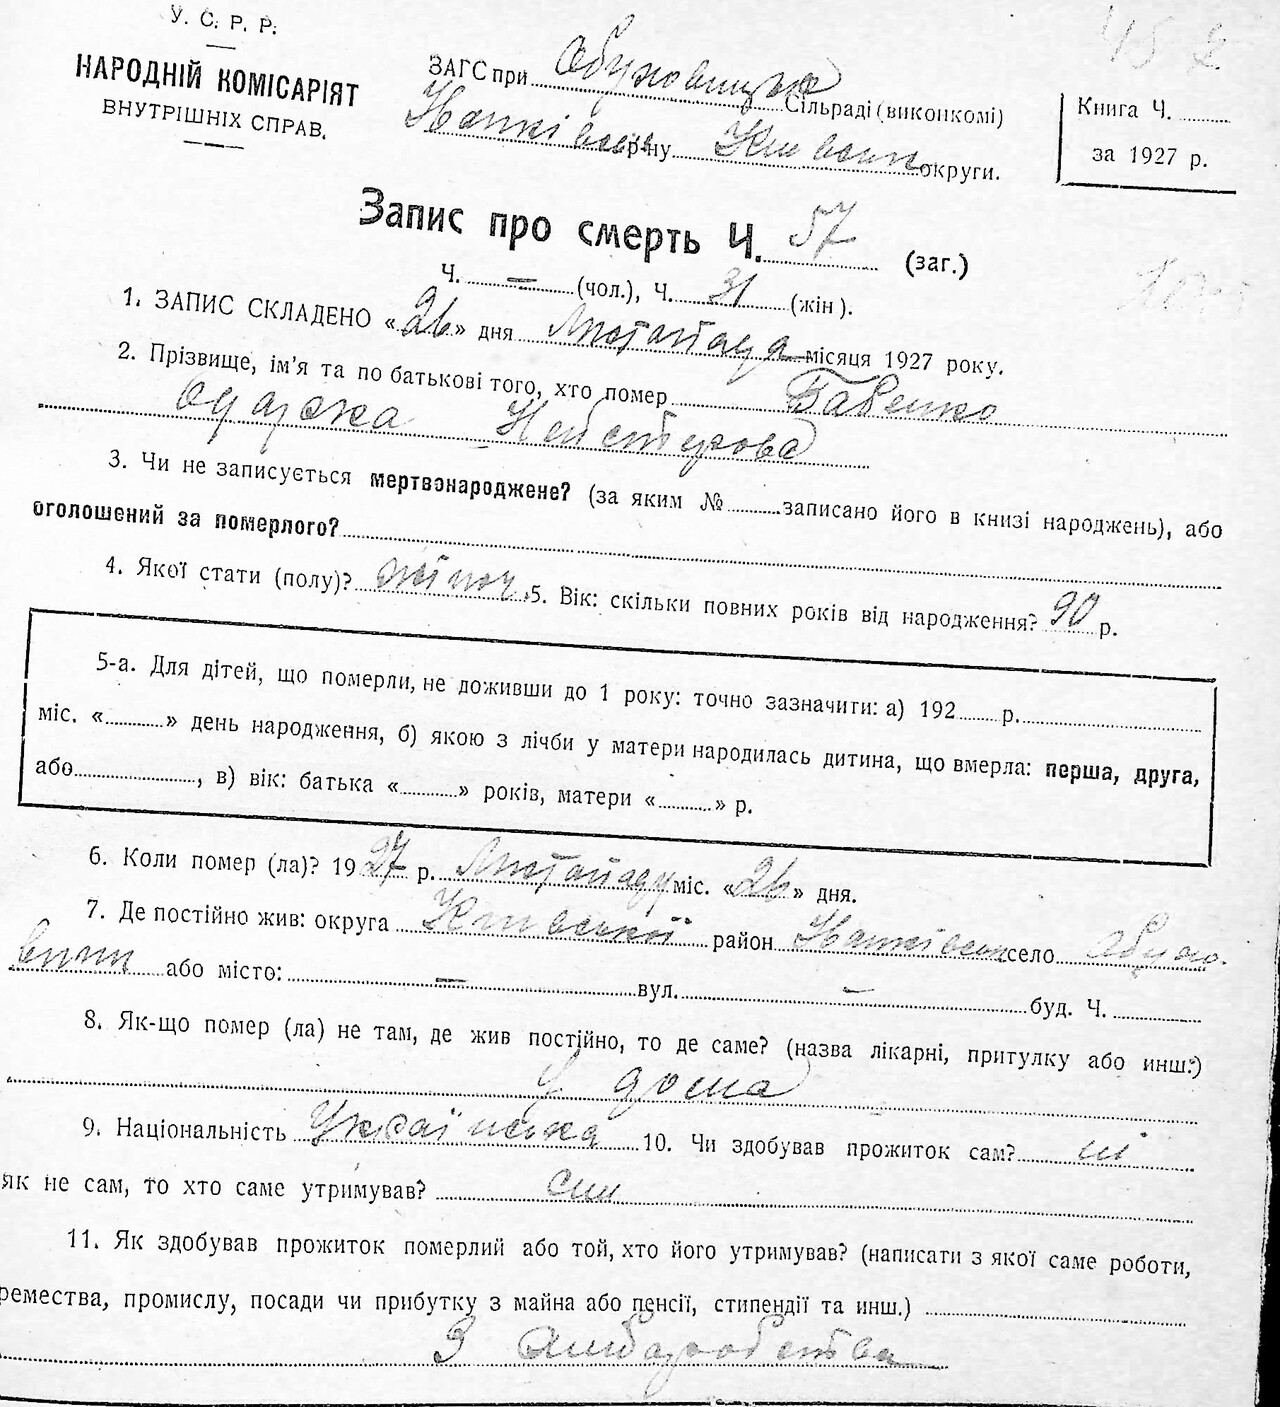 У. С. Р. Р.
НАРОДНІЙ КОМІСАРІЯТ
ВНУТРІШНІХ СПРАВ.
ЗАГС при Обуховицькій Сільраді (виконкомі)
р-ну Київськ округи.
Книга Ч.
за 1927 р.
Запис про смерть Ч. 57 (заг.)
Ч. — (чол.), Ч. 31 (жін).
1. ЗАПИС СКЛАДЕНО «26» дня Листопада місяця 1927 року.
2. Прізвище, ім'я та по батькові того, хто помер Бабенко
Одарка
3. Чи не записується мертвонароджене? (за яким № записано його в книзі народжень), або
оголошений за померлого?
4. Якої стати (полу)? жіноч. 5. Вік: скільки повних років від народження? 90 р.
5-а. Для дітей, що померли, не доживши до 1 року: точно зазначити: а) 192 р.
міс. « » день народження, б) якою з лічби у матери народилась дитина, що вмерла: перша, друга,
або , в) вік: батька « » років, матери « » р.
6. Коли помер (ла)? 1927 р. Листопаду міс. «26» дня.
7. Де постійно жив: округа Київської район село Обухо-
вичи або місто: — вул. — буд. Ч.
8. Як-що помер (ла) не там, де жив постійно, то де саме? (назва лікарні, притулку або инш.)
У дома
9. Національність Українська 10. Чи здобував прожиток сам? ні
як не сам, то хто саме утримував? син
11. Як здобував прожиток померлий або той, хто його утримував? (написати з якої саме роботи,
ремества, промислу, посади чи прибутку з майна або пенсії, стипендії та инш.)
З хліборобства